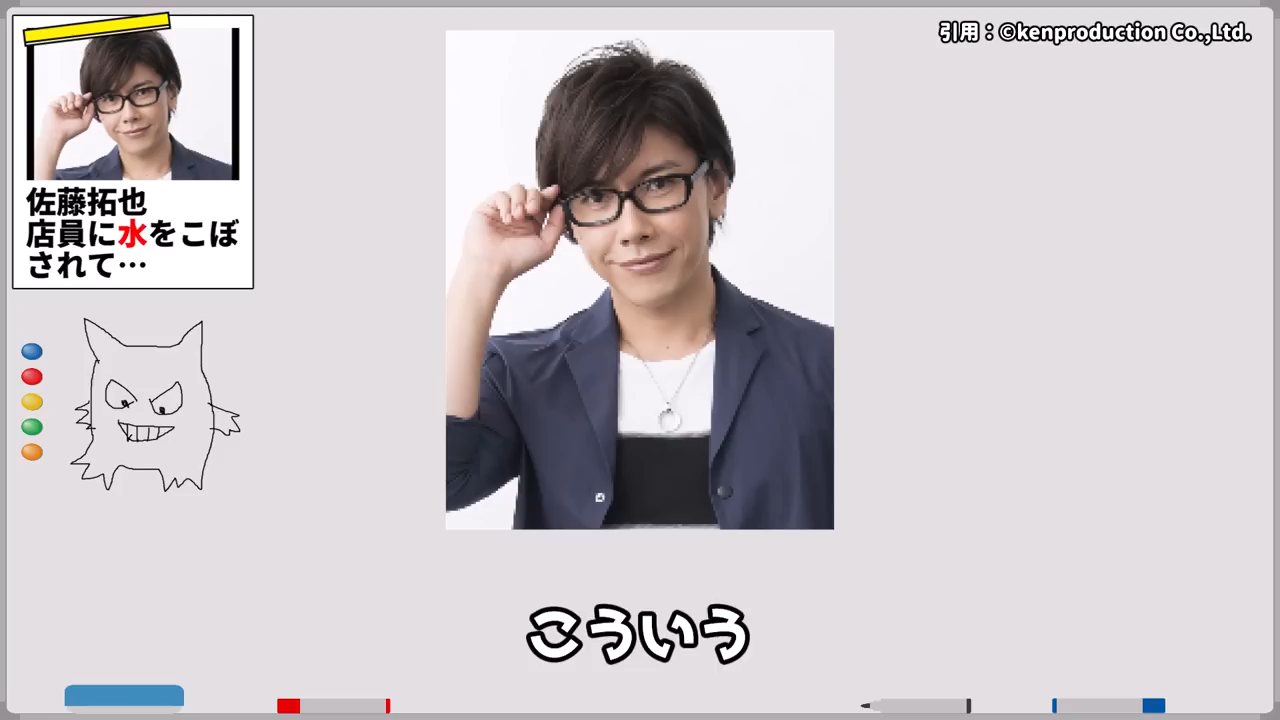 引用：©kenproduction Co.,Ltd.
佐藤拓也
店員に水をこぼ
されて…
こういう